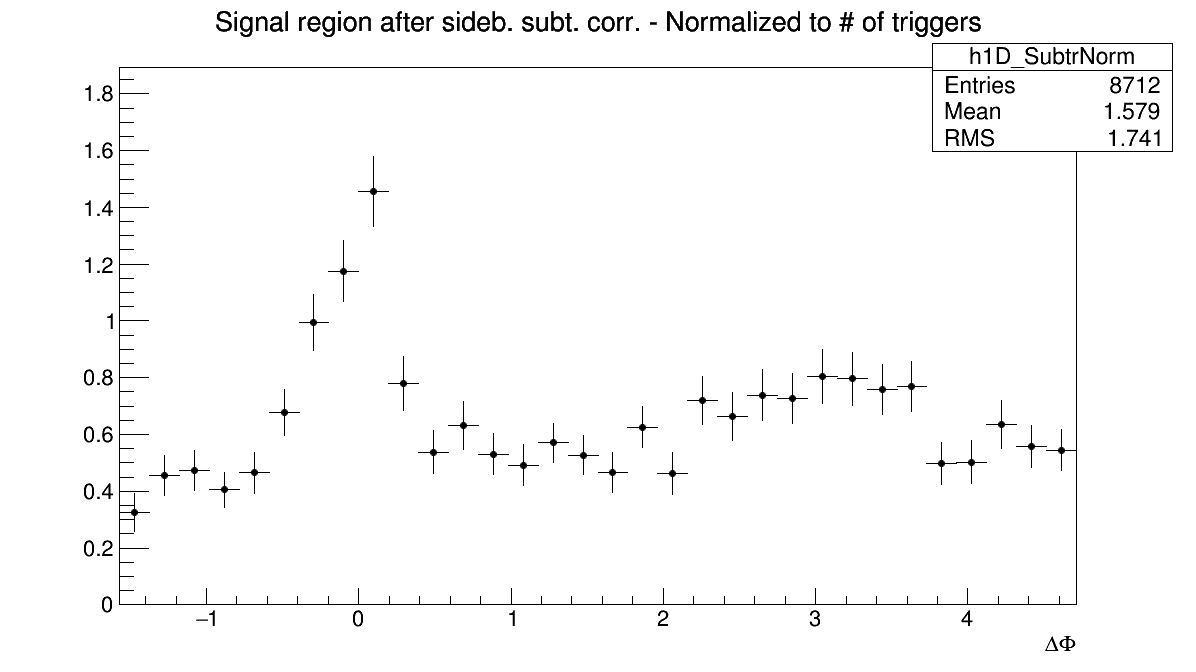 Signal region after sideb. subt. corr. - Normalized to # of triggers
h1D_SubtrNorm
Entries 8712
Mean 1.579
RMS 1.741
1.8
1.6
1.4
1.2
1
0.8
0.6
0.4
0.2
0
−1 0 1 2 3 4
ΔΦ